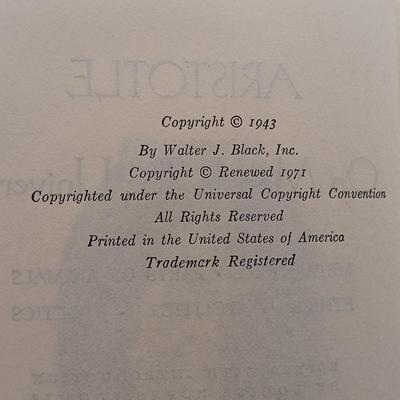 Copyright © 1943
By Walter J. Black, Inc.
Copyright © Renewed 1971
Copyrighted under the Universal Copyright Convention
All Rights Reserved
Printed in the United States of America
Trademark Registered